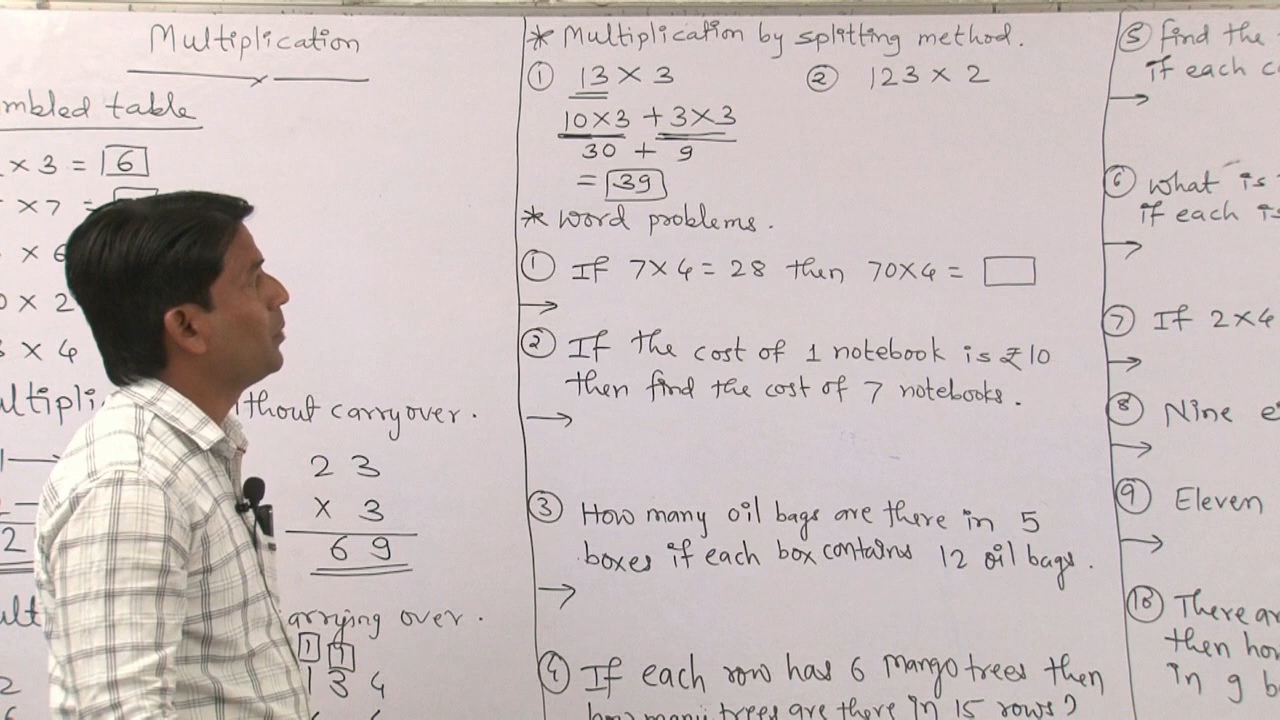 Multiplication
mbled table
× 3 = 6
× 7 =
× 6
0 × 2
× 4
ultipli thout carryover.
2 3
× 3
6 9
2
ult arrying over.
1
1 3 4
2
* Multiplication by splitting method.
① 13 × 3 ② 123 × 2
10×3 + 3×3
30 + 9
= 39
* Word problems.
① If 7×4 = 28 then 70×4 =
→
② If the cost of 1 notebook is ₹10
then find the cost of 7 notebooks.
→
③ How many oil bags are there in 5
boxes if each box contains 12 oil bags.
→
④ If each row has 6 mango trees then
how many trees are there in 15 rows?
⑤ find the
if each c
→
⑥ What is
if each is
→
⑦ If 2×4
→
⑧ Nine e
→
⑨ Eleven
→
⑩ There ar
then ho
in 9 b